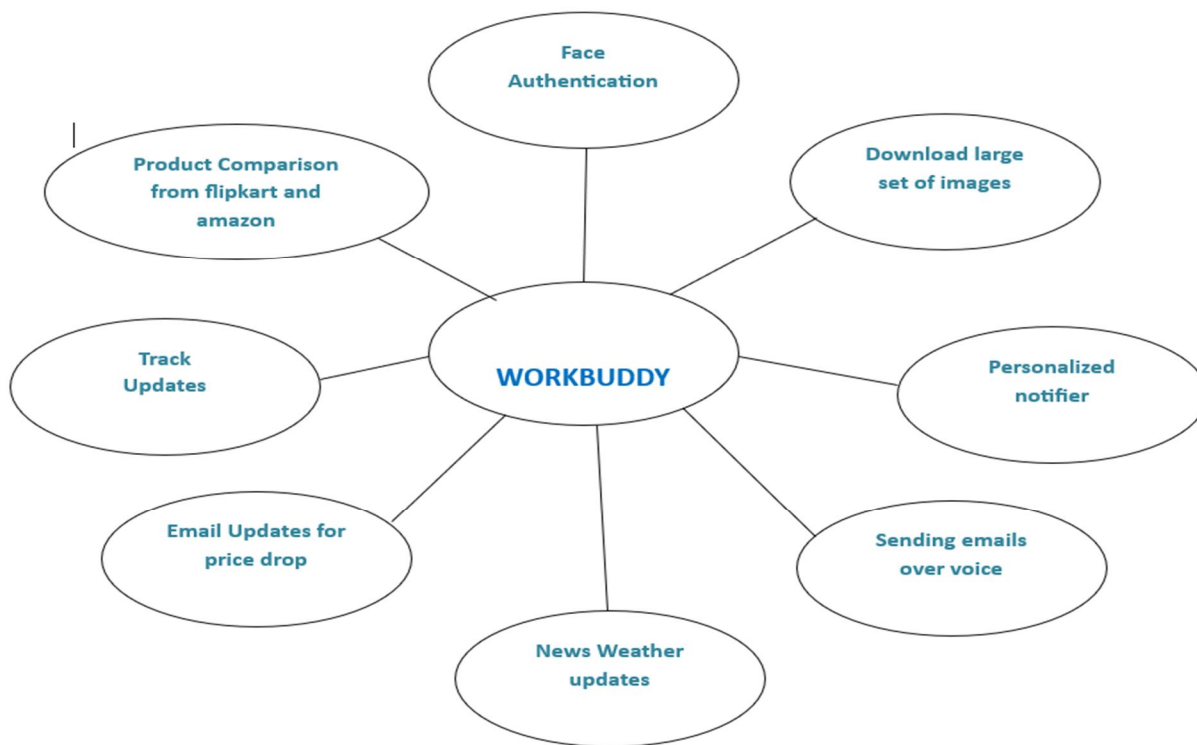 Face
Authentication
Product Comparison
from flipkart and
amazon
Download large
set of images
Track
Updates
WORKBUDDY
Personalized
notifier
Email Updates for
price drop
Sending emails
over voice
News Weather
updates